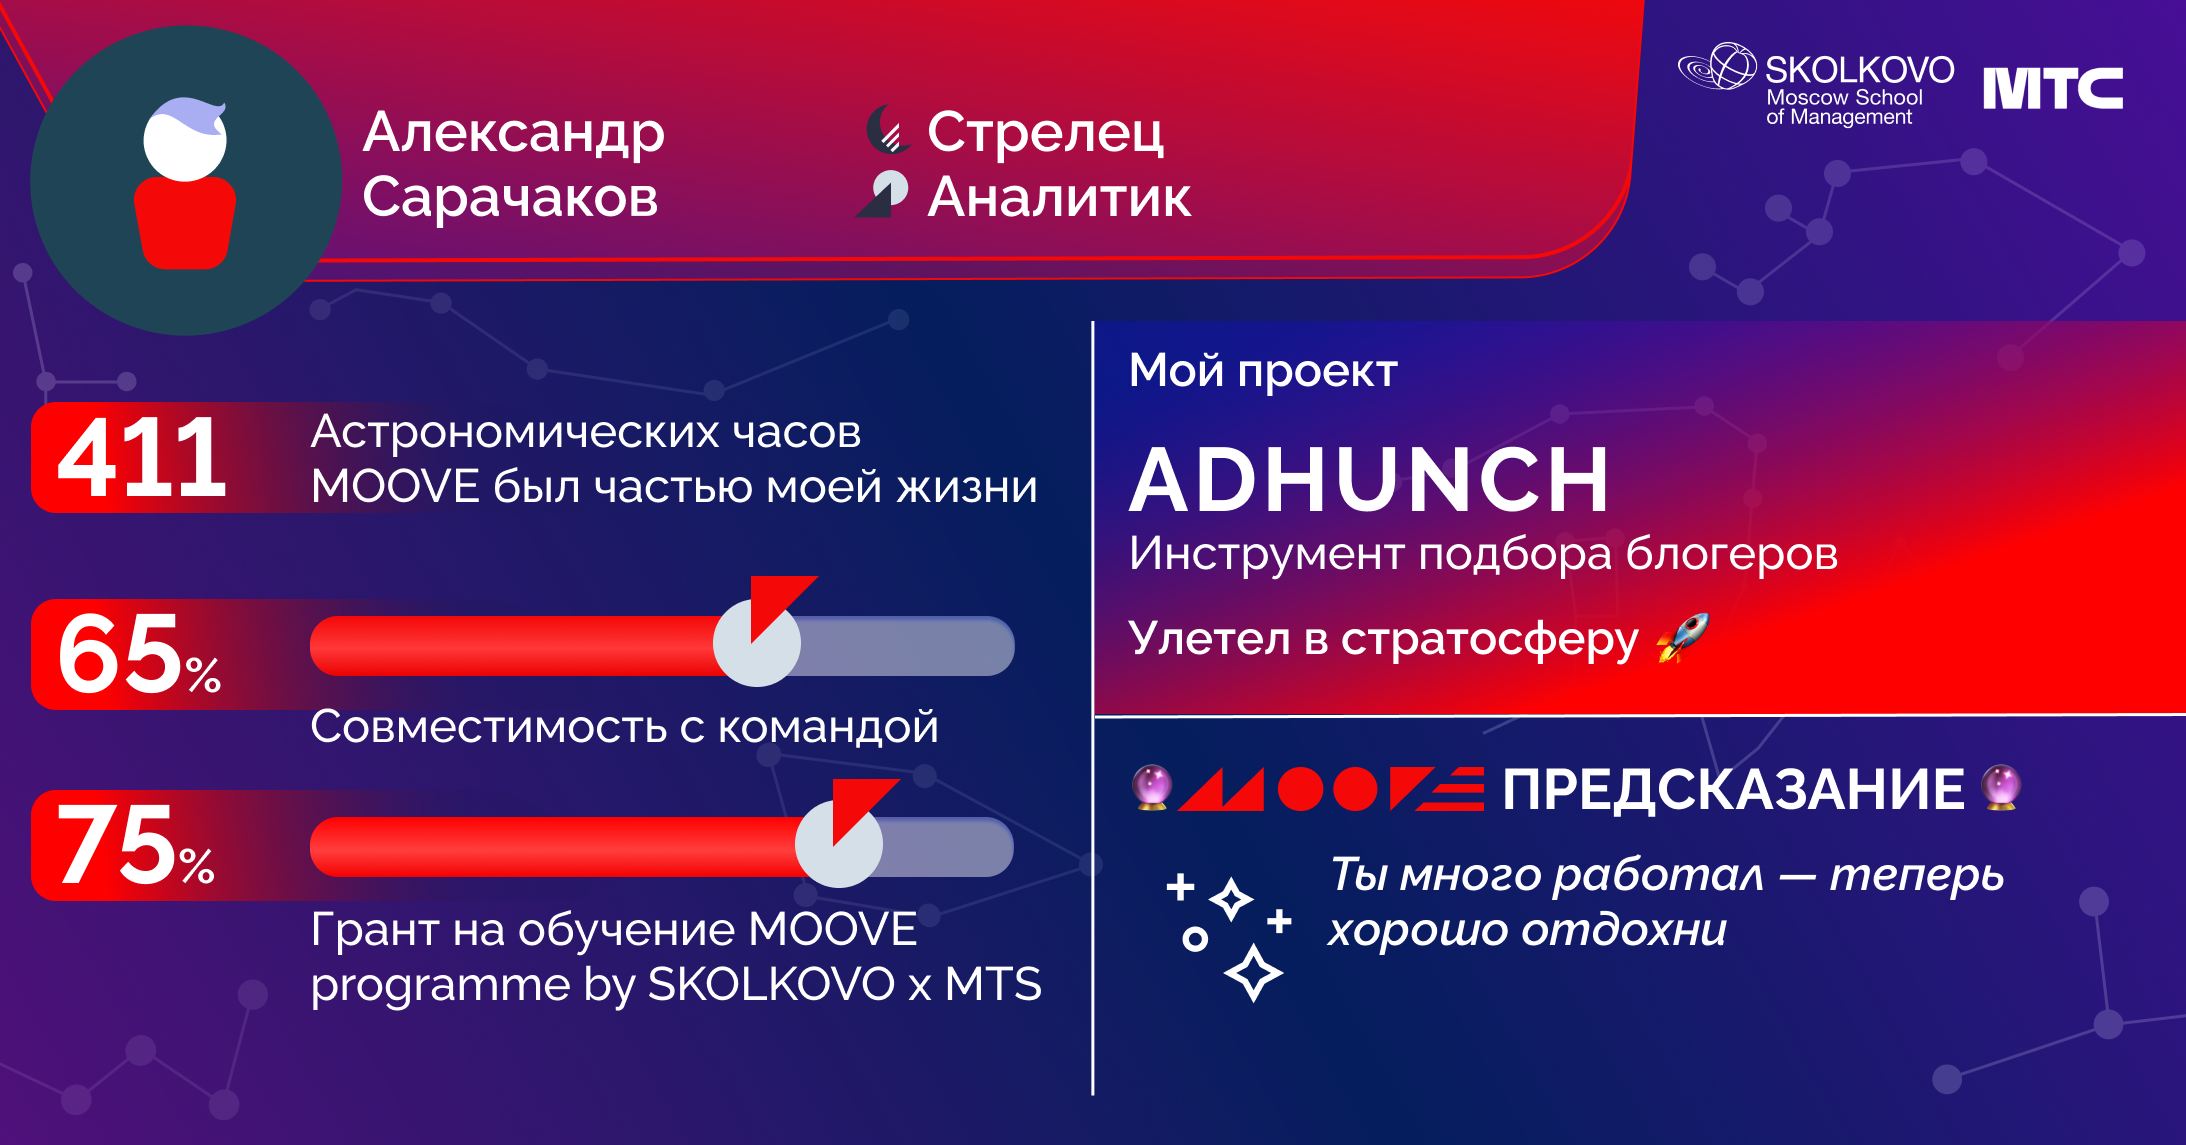 Александр
Сарачаков
Стрелец
Аналитик
SKOLKOVO
Moscow School
of Management
МТС
411
Астрономических часов
MOOVE был частью моей жизни
65%
Совместимость с командой
75%
Грант на обучение MOOVE
programme by SKOLKOVO x MTS
Мой проект
ADHUNCH
Инструмент подбора блогеров
Улетел в стратосферу 🚀
🔮 MOOVE ПРЕДСКАЗАНИЕ 🔮
Ты много работал — теперь
хорошо отдохни